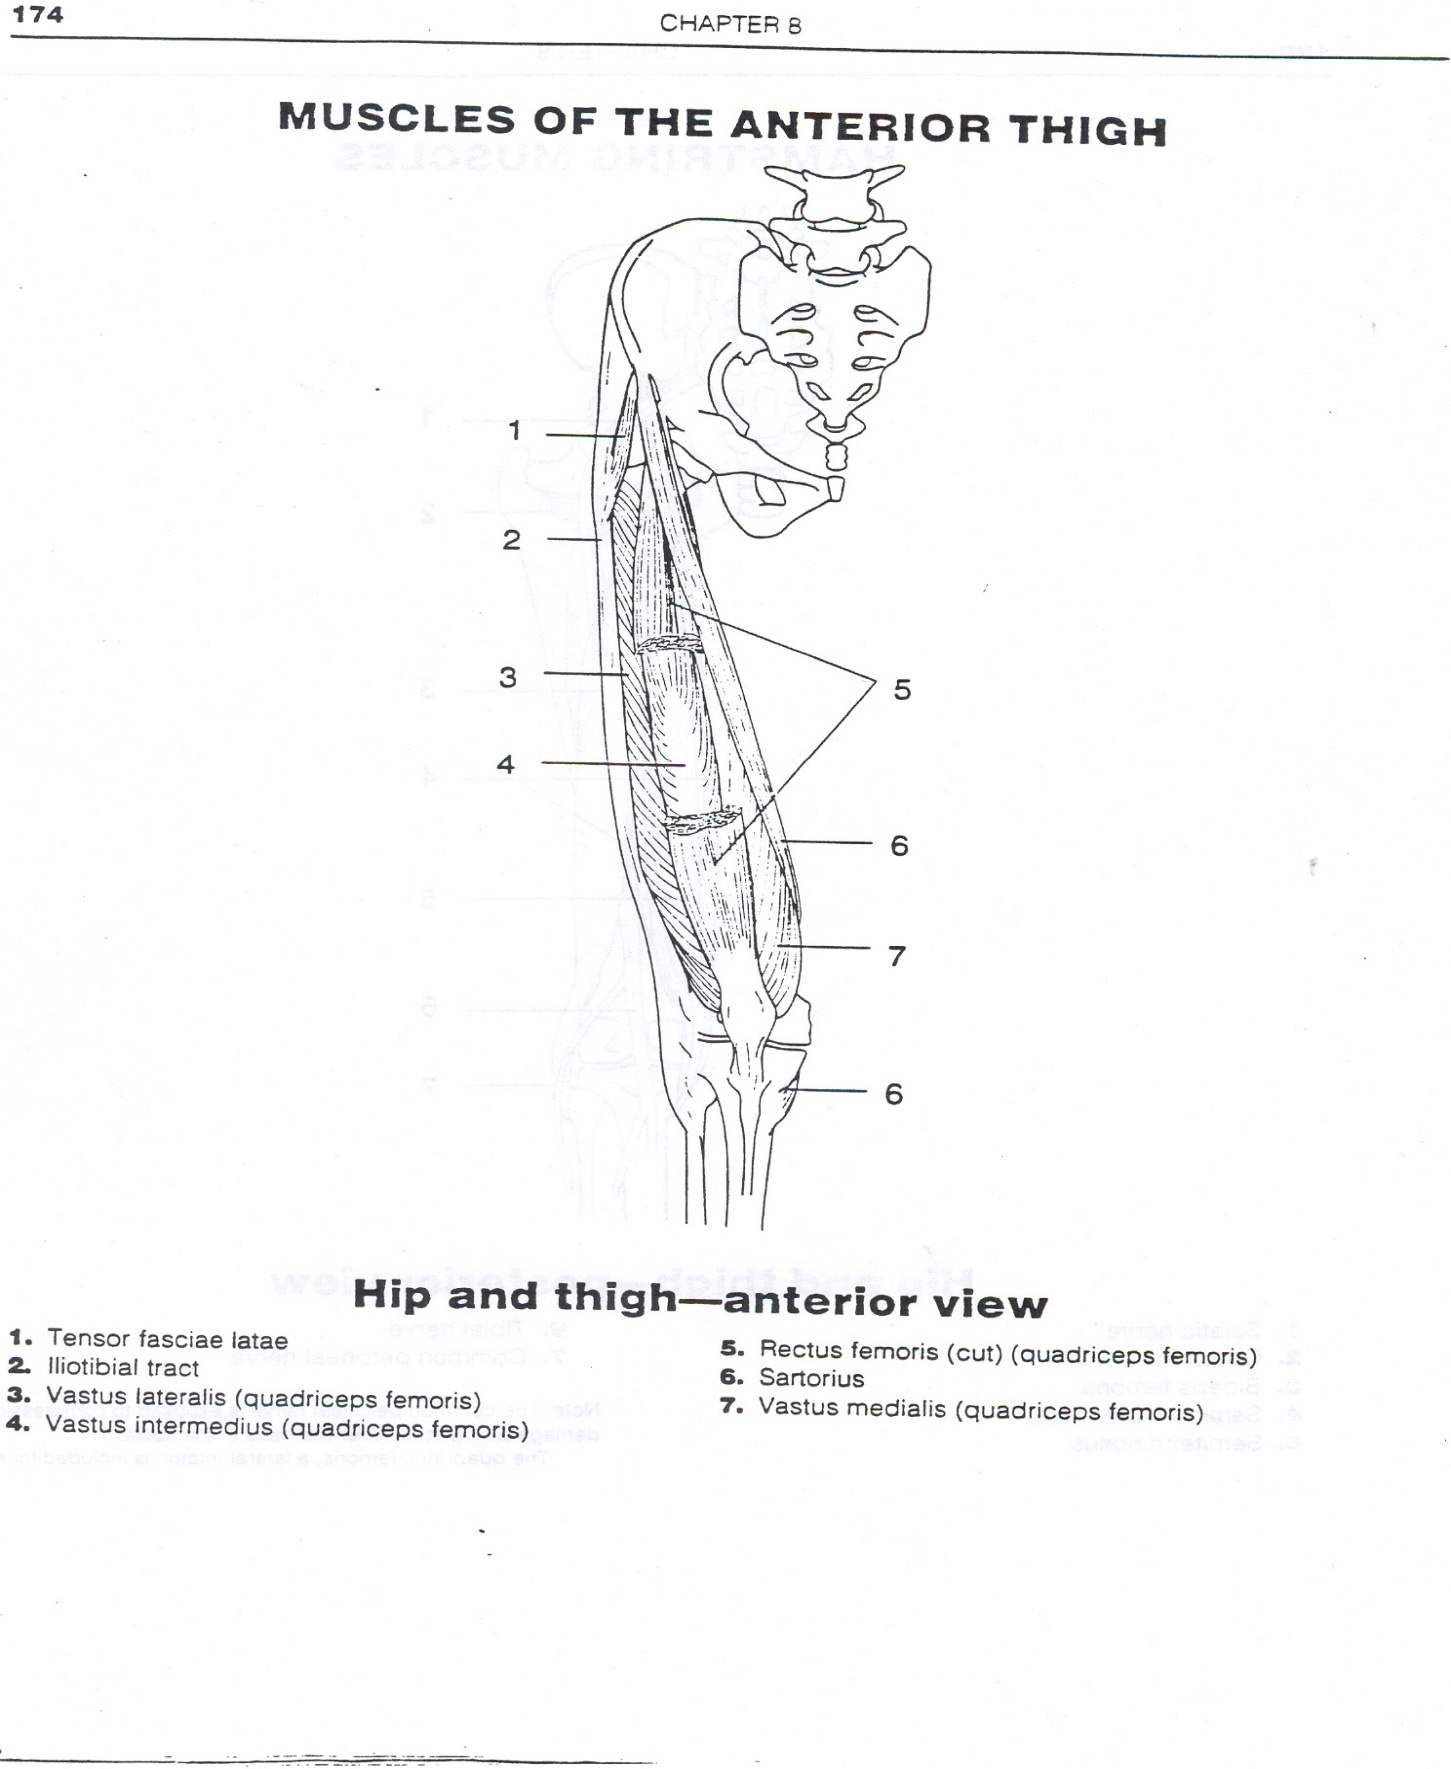 174
CHAPTER 8
MUSCLES OF THE ANTERIOR THIGH
1
2
3
5
4
6
7
6
Hip and thigh—anterior view
1. Tensor fasciae latae
2. Iliotibial tract
3. Vastus lateralis (quadriceps femoris)
4. Vastus intermedius (quadriceps femoris)
5. Rectus femoris (cut) (quadriceps femoris)
6. Sartorius
7. Vastus medialis (quadriceps femoris)